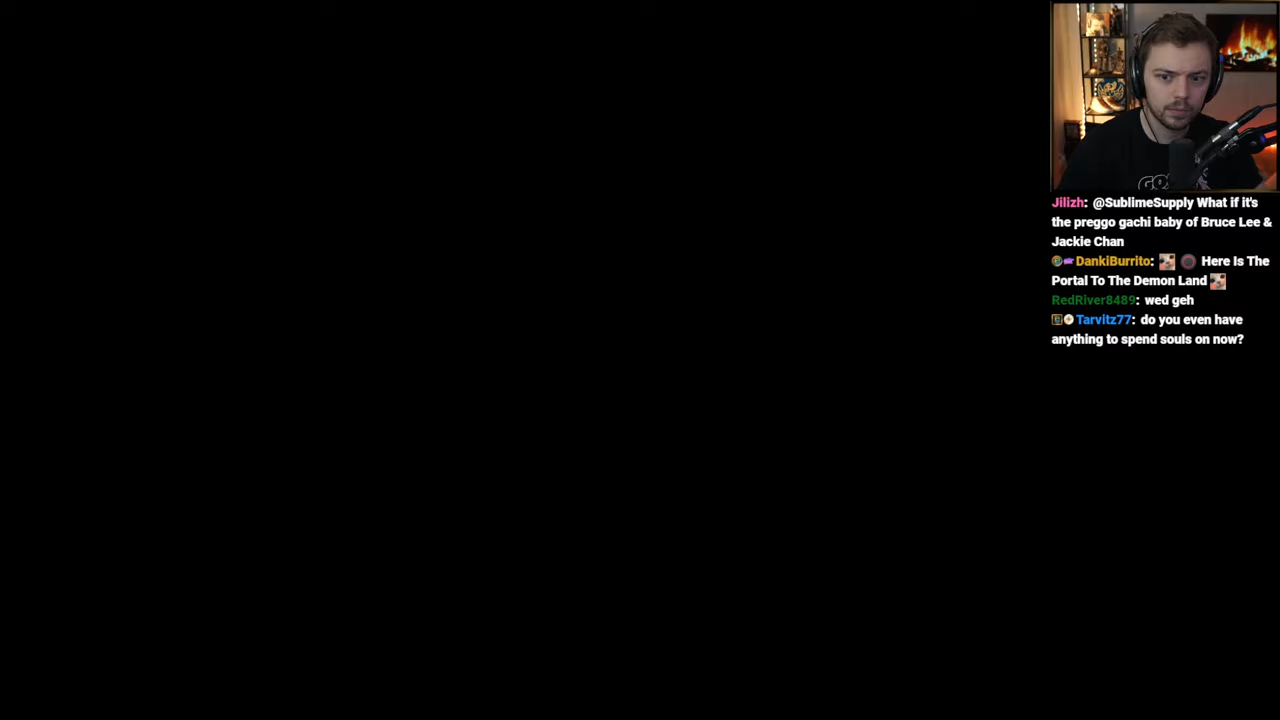 Jilizh: @SublimeSupply What if it's
the preggo gachi baby of Bruce Lee &
Jackie Chan
DankiBurrito: Here Is The
Portal To The Demon Land
RedRiver8489: wed geh
Tarvitz77: do you even have
anything to spend souls on now?